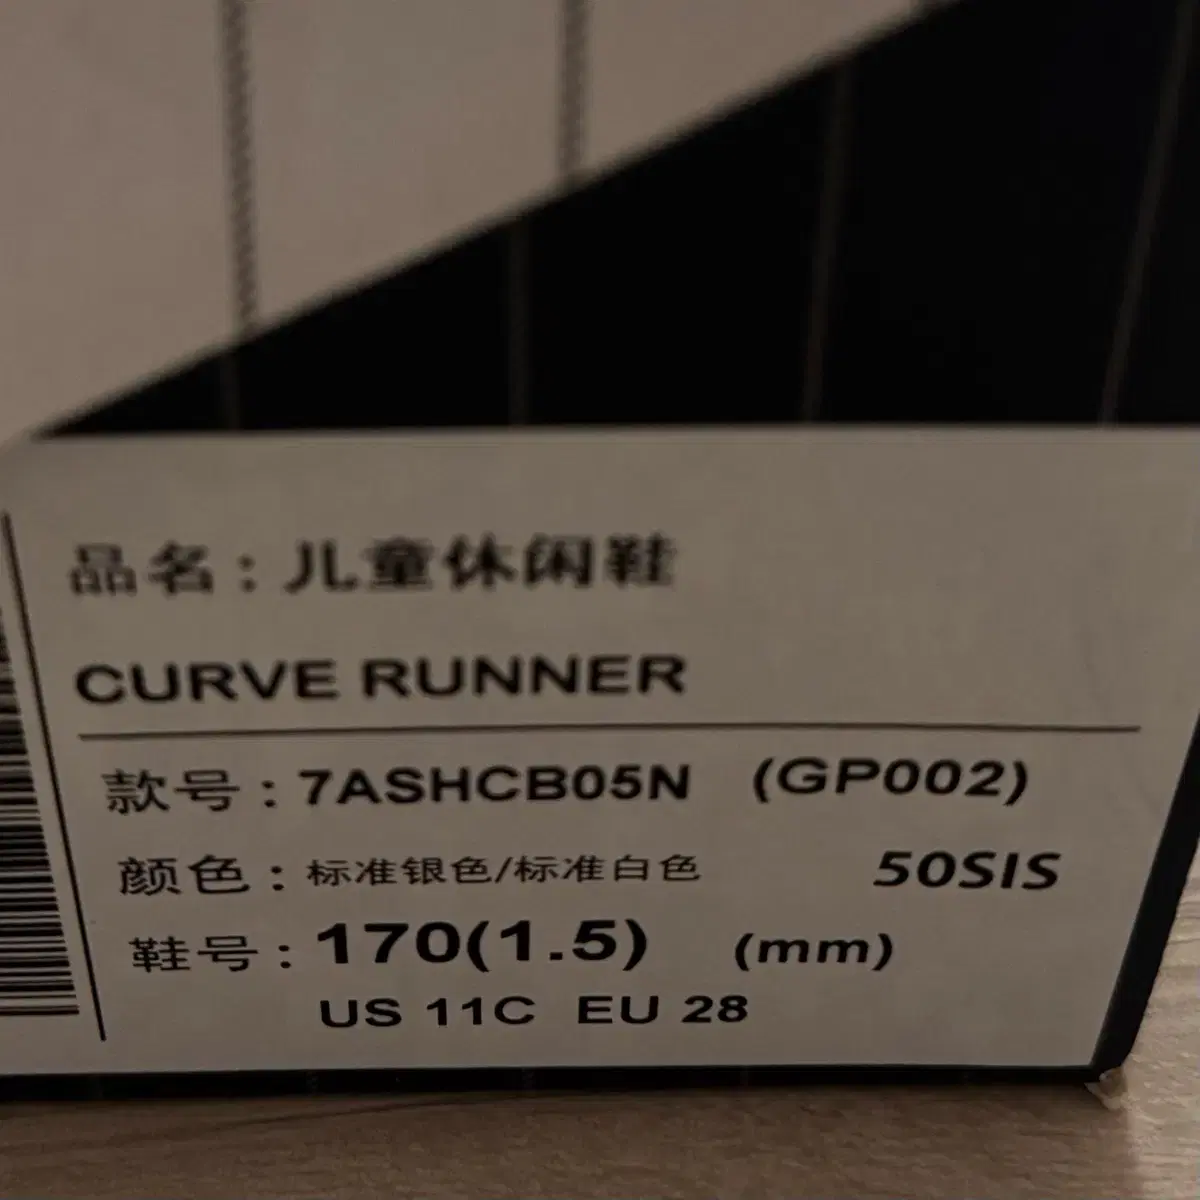 品名：儿童休闲鞋
CURVE RUNNER
款号：7ASHCB05N (GP002)
颜色：标准银色/标准白色 50SIS
鞋号：170(1.5) (mm)
US 11C EU 28